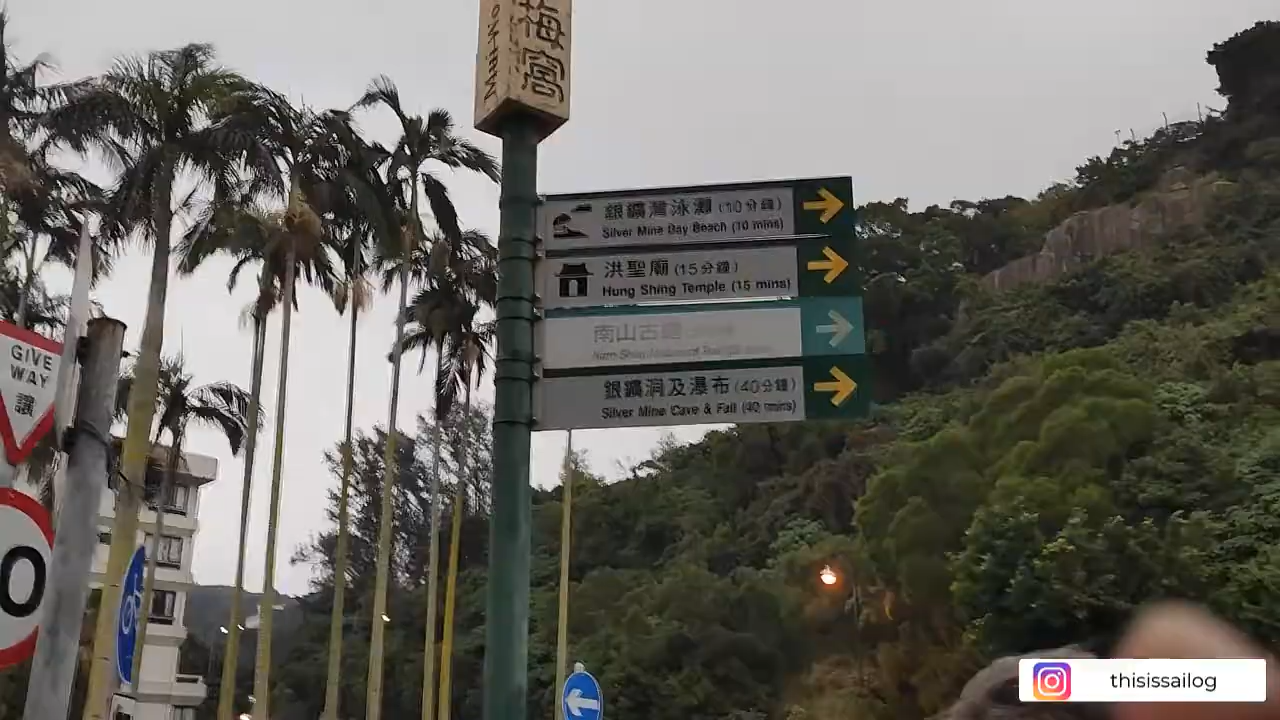 梅窩
銀鑛灣泳灘 (10分鐘)
Silver Mine Bay Beach (10 mins)
洪聖廟 (15分鐘)
Hung Shing Temple (15 mins)
南山古
銀鑛洞及瀑布 (40分鐘)
Silver Mine Cave & Fall (40 mins)
GIVE
WAY
讓
0
thisissailog